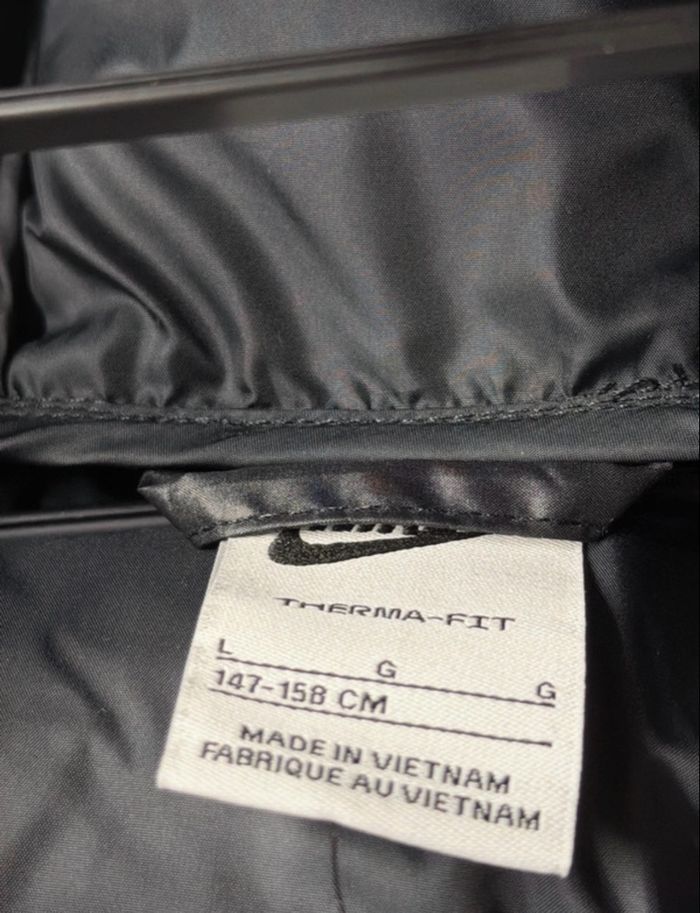 THERMA-FIT
L G G
147-158 CM
MADE IN VIETNAM
FABRIQUE AU VIETNAM